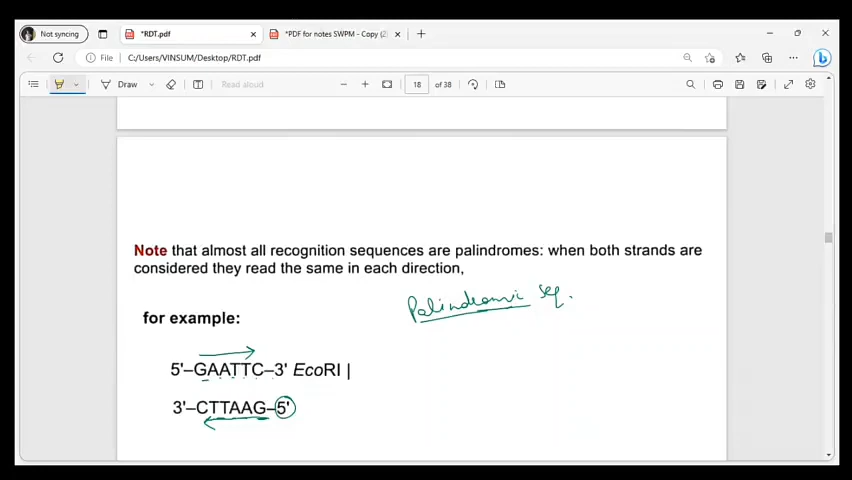 Not syncing
*RDT.pdf
*PDF for notes SWPM - Copy (2
File C:/Users/VINSUM/Desktop/RDT.pdf
Draw Read aloud 18 of 38
Note that almost all recognition sequences are palindromes: when both strands are
considered they read the same in each direction,
Palindromic seq.
for example:
5'–GAATTC–3' EcoRI |
3'–CTTAAG–5'